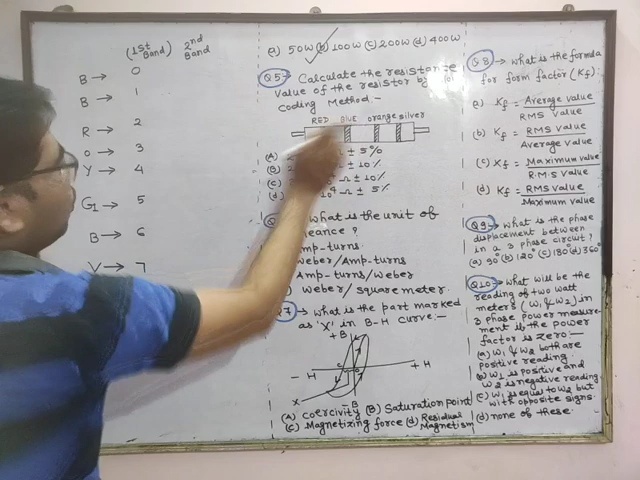 (1st Band) 2nd Band
B → 0
B → 1
R → 2
O → 3
Y → 4
G → 5
B → 6
V → 7
(a) 50W (b) 100W (c) 200W (d) 400W
Q5 → Calculate the resistance
value of the resistor by
coding Method.-
RED BLUE orange silver
(A) Ω ± 5%
(B) Ω ± 10%
(C) Ω ± 10%
(d) Ω ± 5%
what is the unit of
Amp-turns
Weber/Amp-turns
Amp-turns/Weber
Weber/square meter.
Q7 → what is the part marked
as 'X' in B-H curve:-
+B
-H +H
X -B
(A) Coercivity (B) Saturation point
(C) Magnetizing force (d) Residual Magnetism
Q8 → what is the formula
for form factor (Kf):
(a) Kf = Average value / RMS value
(b) Kf = RMS value / Average value
(c) Kf = Maximum value / R.M.S value
(d) Kf = RMS value / Maximum value
Q9 → what is the phase
displacement between
in a 3 phase circuit?
(a) 90° (b) 120° (c) 180 (d) 360°
Q10 → what will be the
reading of two watt
meters (W1 & W2) in
3 phase power measure-
ment if the power
factor is zero:-
(a) W1 & W2 both are
positive reading.
(b) W1 is positive and
W2 is negative reading
(c) W1 is equal to W2 but
with opposite signs.
(d) none of these.